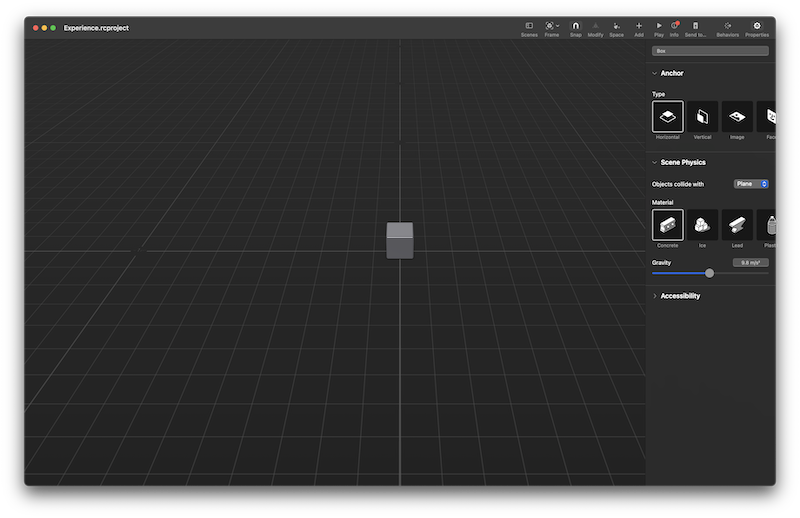 Experience.rcproject
Scenes Frame Snap Modify Space Add Play Info Send to... Behaviors Properties
Box
Anchor
Type
Horizontal Vertical Image Face
Scene Physics
Objects collide with Plane
Material
Concrete Ice Lead Plast
Gravity 9.8 m/s²
Accessibility